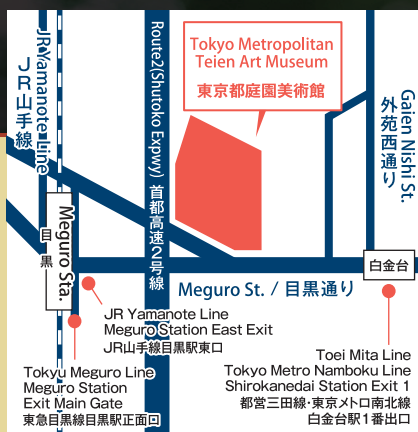 Tokyo Metropolitan
Teien Art Museum
東京都庭園美術館
JR Yamanote Line
JR山手線
Route2(Shutoko Expwy)
首都高速2号線
Gaien Nishi St.
外苑西通り
Meguro Sta.
目黒
白金台
Meguro St. / 目黒通り
JR Yamanote Line
Meguro Station East Exit
JR山手線目黒駅東口
Tokyu Meguro Line
Meguro Station
Exit Main Gate
東急目黒線目黒駅正面口
Toei Mita Line
Tokyo Metro Namboku Line
Shirokanedai Station Exit 1
都営三田線・東京メトロ南北線
白金台駅1番出口